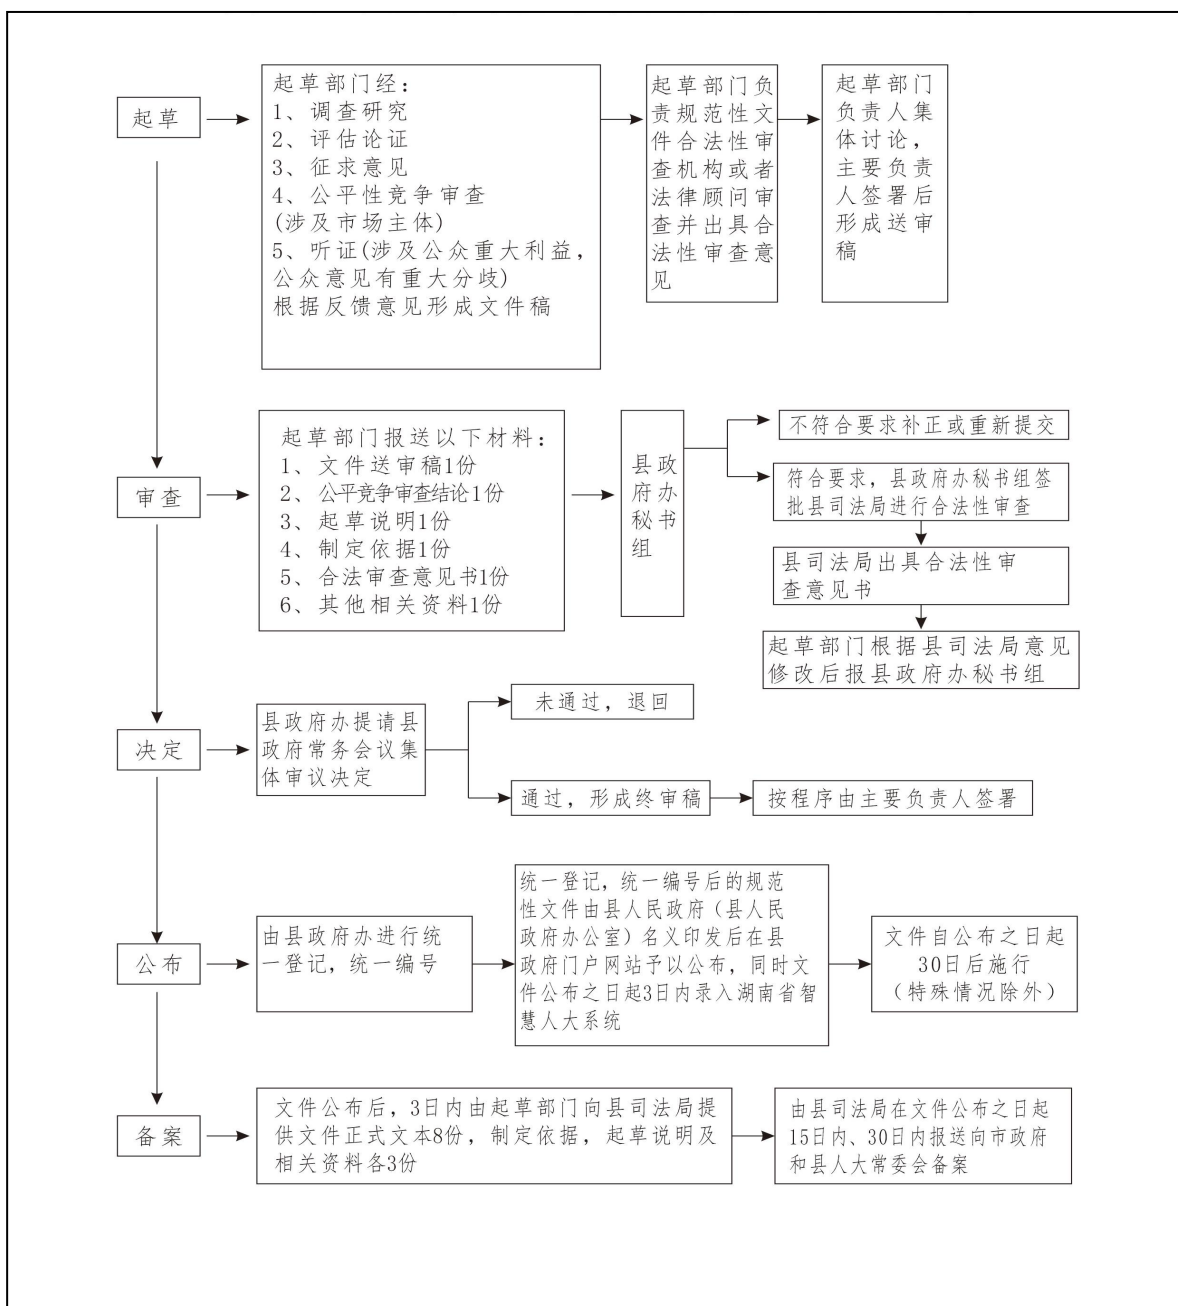 起草
起草部门经：
1、调查研究
2、评估论证
3、征求意见
4、公平性竞争审查
(涉及市场主体)
5、听证(涉及公众重大利益，
公众意见有重大分歧)
根据反馈意见形成文件稿
起草部门负
责规范性文
件合法性审
查机构或者
法律顾问审
查并出具合
法性审查意
见
起草部门
负责人集
体讨论，
主要负责
人签署后
形成送审
稿
审查
起草部门报送以下材料：
1、文件送审稿1份
2、公平竞争审查结论1份
3、起草说明1份
4、制定依据1份
5、合法审查意见书1份
6、其他相关资料1份
县政
府办
秘书
组
不符合要求补正或重新提交
符合要求，县政府办秘书组签
批县司法局进行合法性审查
县司法局出具合法性审
查意见书
起草部门根据县司法局意见
修改后报县政府办秘书组
决定
县政府办提请县
政府常务会议集
体审议决定
未通过，退回
通过，形成终审稿
按程序由主要负责人签署
公布
由县政府办进行统
一登记，统一编号
统一登记，统一编号后的规范
性文件由县人民政府（县人民
政府办公室）名义印发后在县
政府门户网站予以公布，同时文
件公布之日起3日内录入湖南省智
慧人大系统
文件自公布之日起
30日后施行
（特殊情况除外）
备案
文件公布后，3日内由起草部门向县司法局提
供文件正式文本8份，制定依据，起草说明及
相关资料各3份
由县司法局在文件公布之日起
15日内、30日内报送向市政府
和县人大常委会备案